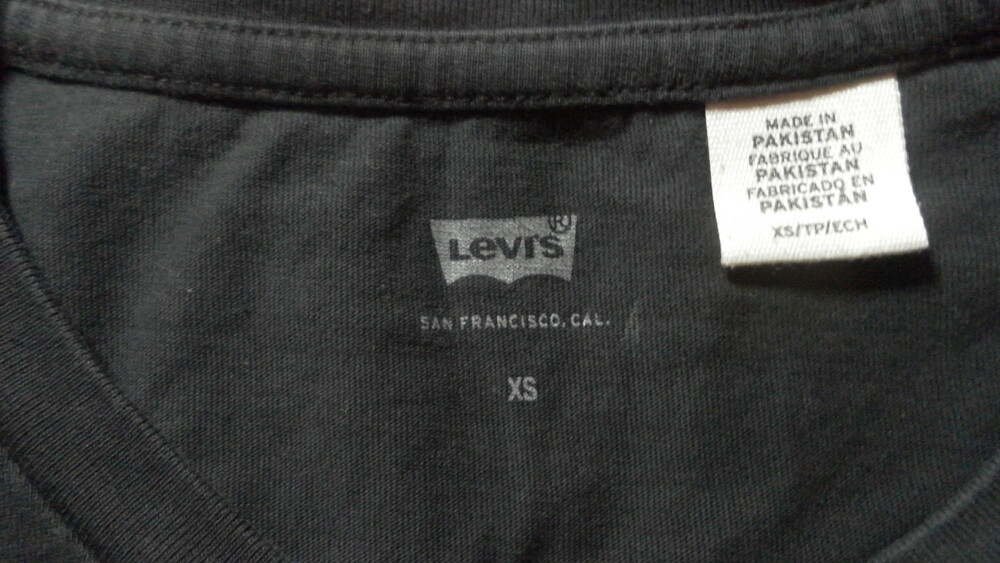 Levi's®
SAN FRANCISCO, CAL.
XS
MADE IN
PAKISTAN
FABRIQUE AU
PAKISTAN
FABRICADO EN
PAKISTAN
XS/TP/ECH